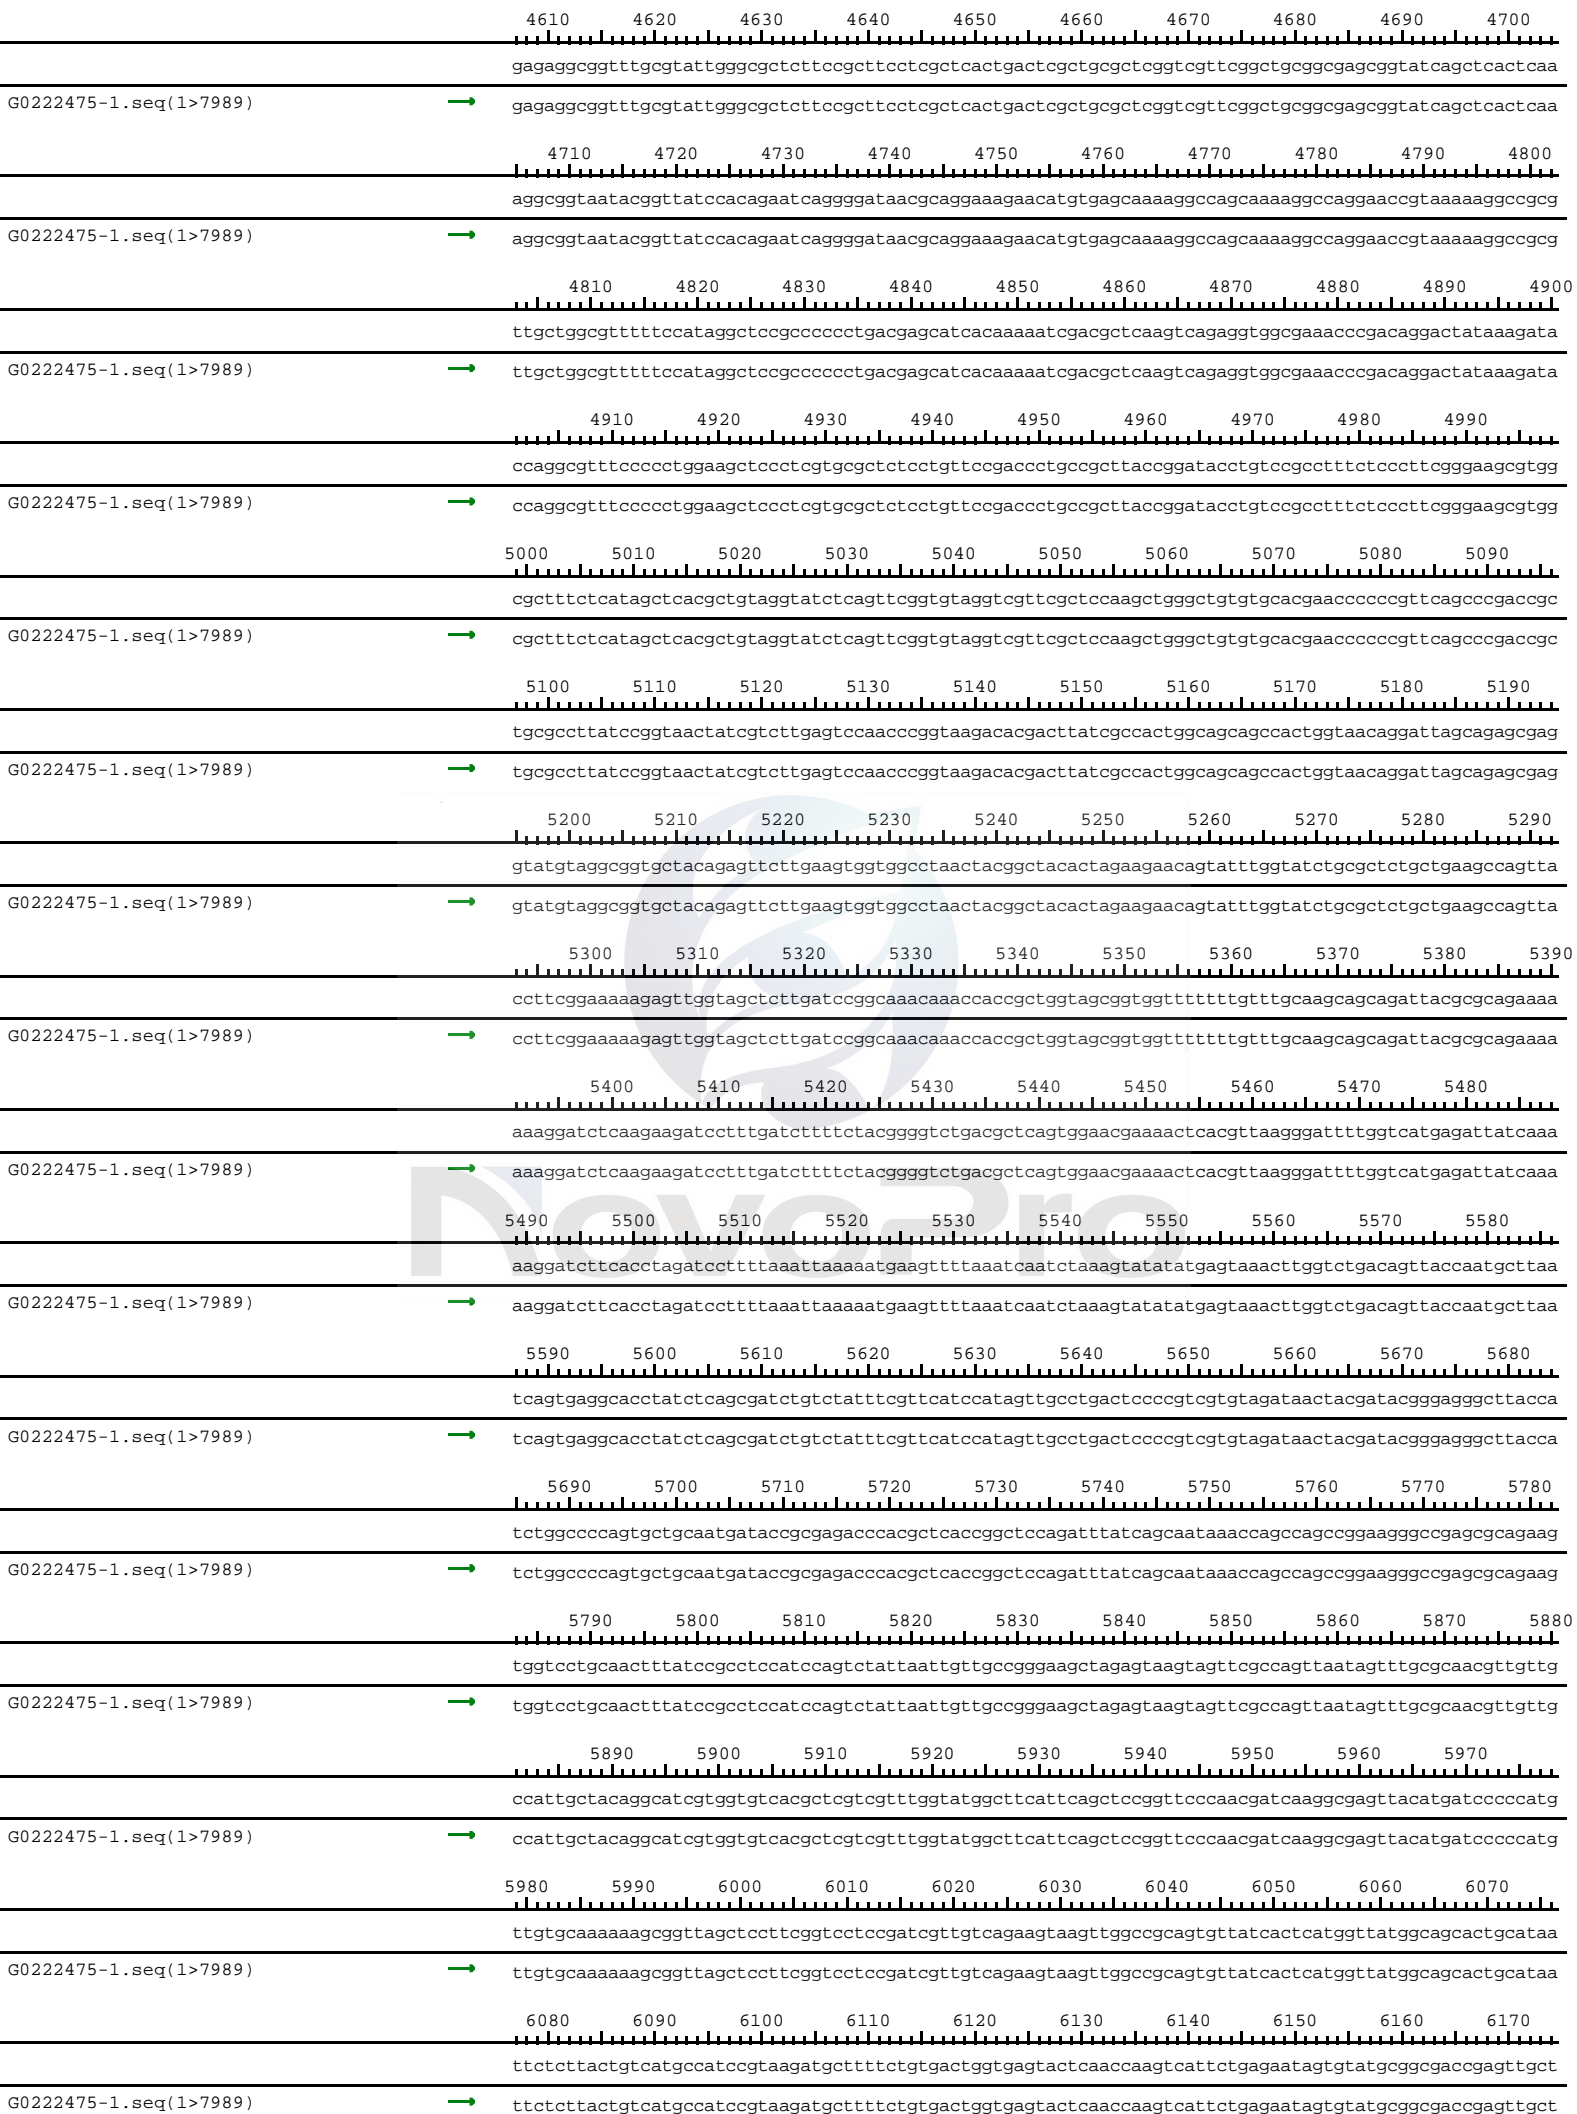 4610 4620 4630 4640 4650 4660 4670 4680 4690 4700
gagaggcggtttgcgtattgggcgctcttccgcttcctcgctcactgactcgctgcgctcggtcgttcggctgcggcgagcggtatcagctcactcaa
G0222475-1.seq(1>7989) gagaggcggtttgcgtattgggcgctcttccgcttcctcgctcactgactcgctgcgctcggtcgttcggctgcggcgagcggtatcagctcactcaa
4710 4720 4730 4740 4750 4760 4770 4780 4790 4800
aggcggtaatacggttatccacagaatcaggggataacgcaggaaagaacatgtgagcaaaaggccagcaaaaggccaggaaccgtaaaaaggccgcg
G0222475-1.seq(1>7989) aggcggtaatacggttatccacagaatcaggggataacgcaggaaagaacatgtgagcaaaaggccagcaaaaggccaggaaccgtaaaaaggccgcg
4810 4820 4830 4840 4850 4860 4870 4880 4890 4900
ttgctggcgtttttccataggctccgcccccctgacgagcatcacaaaaatcgacgctcaagtcagaggtggcgaaacccgacaggactataaagata
G0222475-1.seq(1>7989) ttgctggcgtttttccataggctccgcccccctgacgagcatcacaaaaatcgacgctcaagtcagaggtggcgaaacccgacaggactataaagata
4910 4920 4930 4940 4950 4960 4970 4980 4990
ccaggcgtttccccctggaagctccctcgtgcgctctcctgttccgaccctgccgcttaccggatacctgtccgcctttctcccttcgggaagcgtgg
G0222475-1.seq(1>7989) ccaggcgtttccccctggaagctccctcgtgcgctctcctgttccgaccctgccgcttaccggatacctgtccgcctttctcccttcgggaagcgtgg
5000 5010 5020 5030 5040 5050 5060 5070 5080 5090
cgctttctcatagctcacgctgtaggtatctcagttcggtgtaggtcgttcgctccaagctgggctgtgtgcacgaaccccccgttcagcccgaccgc
G0222475-1.seq(1>7989) cgctttctcatagctcacgctgtaggtatctcagttcggtgtaggtcgttcgctccaagctgggctgtgtgcacgaaccccccgttcagcccgaccgc
5100 5110 5120 5130 5140 5150 5160 5170 5180 5190
tgcgccttatccggtaactatcgtcttgagtccaacccggtaagacacgacttatcgccactggcagcagccactggtaacaggattagcagagcgag
G0222475-1.seq(1>7989) tgcgccttatccggtaactatcgtcttgagtccaacccggtaagacacgacttatcgccactggcagcagccactggtaacaggattagcagagcgag
5200 5210 5220 5230 5240 5250 5260 5270 5280 5290
gtatgtaggcggtgctacagagttcttgaagtggtggcctaactacggctacactagaagaacagtatttggtatctgcgctctgctgaagccagtta
G0222475-1.seq(1>7989) gtatgtaggcggtgctacagagttcttgaagtggtggcctaactacggctacactagaagaacagtatttggtatctgcgctctgctgaagccagtta
5300 5310 5320 5330 5340 5350 5360 5370 5380 5390
ccttcggaaaaagagttggtagctcttgatccggcaaacaaaccaccgctggtagcggtggtttttttgtttgcaagcagcagattacgcgcagaaaa
G0222475-1.seq(1>7989) ccttcggaaaaagagttggtagctcttgatccggcaaacaaaccaccgctggtagcggtggtttttttgtttgcaagcagcagattacgcgcagaaaa
5400 5410 5420 5430 5440 5450 5460 5470 5480
aaaggatctcaagaagatcctttgatcttttctacggggtctgacgctcagtggaacgaaaactcacgttaagggattttggtcatgagattatcaaa
G0222475-1.seq(1>7989) aaaggatctcaagaagatcctttgatcttttctacggggtctgacgctcagtggaacgaaaactcacgttaagggattttggtcatgagattatcaaa
NovoPro
5490 5500 5510 5520 5530 5540 5550 5560 5570 5580
aaggatcttcacctagatccttttaaattaaaaatgaagttttaaatcaatctaaagtatatatgagtaaacttggtctgacagttaccaatgcttaa
G0222475-1.seq(1>7989) aaggatcttcacctagatccttttaaattaaaaatgaagttttaaatcaatctaaagtatatatgagtaaacttggtctgacagttaccaatgcttaa
5590 5600 5610 5620 5630 5640 5650 5660 5670 5680
tcagtgaggcacctatctcagcgatctgtctatttcgttcatccatagttgcctgactccccgtcgtgtagataactacgatacgggagggcttacca
G0222475-1.seq(1>7989) tcagtgaggcacctatctcagcgatctgtctatttcgttcatccatagttgcctgactccccgtcgtgtagataactacgatacgggagggcttacca
5690 5700 5710 5720 5730 5740 5750 5760 5770 5780
tctggccccagtgctgcaatgataccgcgagacccacgctcaccggctccagatttatcagcaataaaccagccagccggaagggccgagcgcagaag
G0222475-1.seq(1>7989) tctggccccagtgctgcaatgataccgcgagacccacgctcaccggctccagatttatcagcaataaaccagccagccggaagggccgagcgcagaag
5790 5800 5810 5820 5830 5840 5850 5860 5870 5880
tggtcctgcaactttatccgcctccatccagtctattaattgttgccgggaagctagagtaagtagttcgccagttaatagtttgcgcaacgttgttg
G0222475-1.seq(1>7989) tggtcctgcaactttatccgcctccatccagtctattaattgttgccgggaagctagagtaagtagttcgccagttaatagtttgcgcaacgttgttg
5890 5900 5910 5920 5930 5940 5950 5960 5970
ccattgctacaggcatcgtggtgtcacgctcgtcgtttggtatggcttcattcagctccggttcccaacgatcaaggcgagttacatgatcccccatg
G0222475-1.seq(1>7989) ccattgctacaggcatcgtggtgtcacgctcgtcgtttggtatggcttcattcagctccggttcccaacgatcaaggcgagttacatgatcccccatg
5980 5990 6000 6010 6020 6030 6040 6050 6060 6070
ttgtgcaaaaaagcggttagctccttcggtcctccgatcgttgtcagaagtaagttggccgcagtgttatcactcatggttatggcagcactgcataa
G0222475-1.seq(1>7989) ttgtgcaaaaaagcggttagctccttcggtcctccgatcgttgtcagaagtaagttggccgcagtgttatcactcatggttatggcagcactgcataa
6080 6090 6100 6110 6120 6130 6140 6150 6160 6170
ttctcttactgtcatgccatccgtaagatgcttttctgtgactggtgagtactcaaccaagtcattctgagaatagtgtatgcggcgaccgagttgct
G0222475-1.seq(1>7989) ttctcttactgtcatgccatccgtaagatgcttttctgtgactggtgagtactcaaccaagtcattctgagaatagtgtatgcggcgaccgagttgct